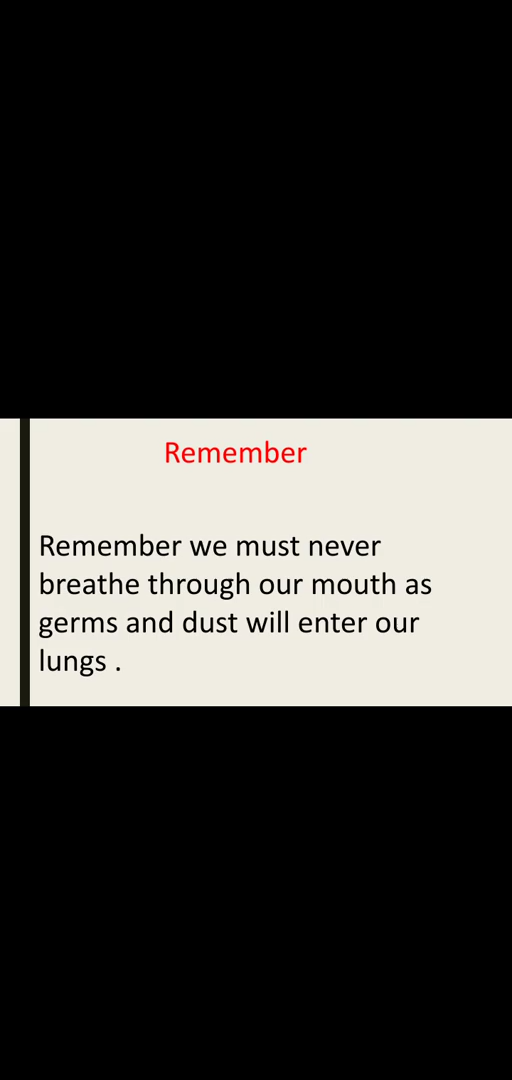 Remember
Remember we must never
breathe through our mouth as
germs and dust will enter our
lungs .